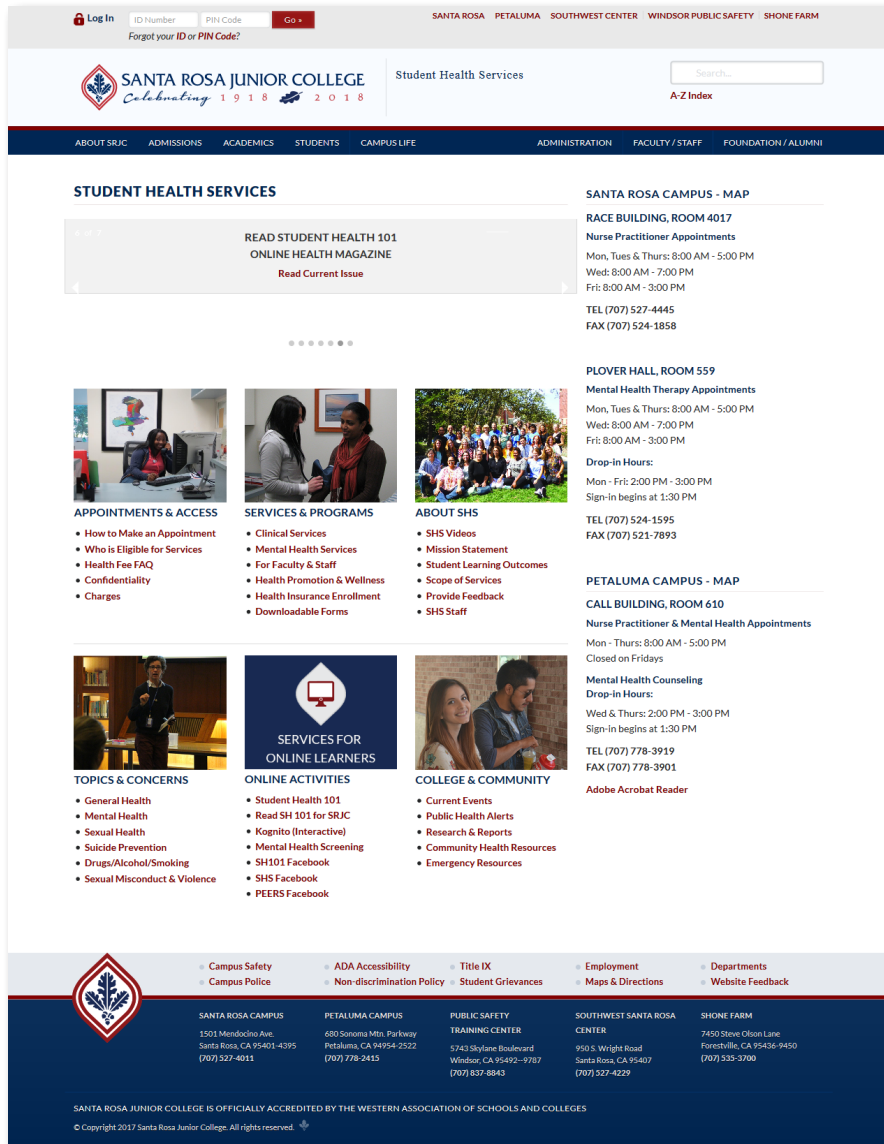 Log In
ID Number
PIN Code
Go »
SANTA ROSA
PETALUMA
SOUTHWEST CENTER
WINDSOR PUBLIC SAFETY
SHONE FARM
Forgot your ID or PIN Code?
SANTA ROSA JUNIOR COLLEGE
Celebrating 1918 2018
Student Health Services
Search...
A-Z Index
ABOUT SRJC
ADMISSIONS
ACADEMICS
STUDENTS
CAMPUS LIFE
ADMINISTRATION
FACULTY / STAFF
FOUNDATION / ALUMNI
STUDENT HEALTH SERVICES
READ STUDENT HEALTH 101
ONLINE HEALTH MAGAZINE
Read Current Issue
APPOINTMENTS & ACCESS
• How to Make an Appointment
• Who is Eligible for Services
• Health Fee FAQ
• Confidentiality
• Charges
SERVICES & PROGRAMS
• Clinical Services
• Mental Health Services
• For Faculty & Staff
• Health Promotion & Wellness
• Health Insurance Enrollment
• Downloadable Forms
ABOUT SHS
• SHS Videos
• Mission Statement
• Student Learning Outcomes
• Scope of Services
• Provide Feedback
• SHS Staff
TOPICS & CONCERNS
• General Health
• Mental Health
• Sexual Health
• Suicide Prevention
• Drugs/Alcohol/Smoking
• Sexual Misconduct & Violence
SERVICES FOR
ONLINE LEARNERS
ONLINE ACTIVITIES
• Student Health 101
• Read SH 101 for SRJC
• Kognito (Interactive)
• Mental Health Screening
• SH101 Facebook
• SHS Facebook
• PEERS Facebook
COLLEGE & COMMUNITY
• Current Events
• Public Health Alerts
• Research & Reports
• Community Health Resources
• Emergency Resources
SANTA ROSA CAMPUS - MAP
RACE BUILDING, ROOM 4017
Nurse Practitioner Appointments
Mon, Tues & Thurs: 8:00 AM - 5:00 PM
Wed: 8:00 AM - 7:00 PM
Fri: 8:00 AM - 3:00 PM
TEL (707) 527-4445
FAX (707) 524-1858
PLOVER HALL, ROOM 559
Mental Health Therapy Appointments
Mon, Tues & Thurs: 8:00 AM - 5:00 PM
Wed: 8:00 AM - 7:00 PM
Fri: 8:00 AM - 3:00 PM
Drop-in Hours:
Mon - Fri: 2:00 PM - 3:00 PM
Sign-in begins at 1:30 PM
TEL (707) 524-1595
FAX (707) 521-7893
PETALUMA CAMPUS - MAP
CALL BUILDING, ROOM 610
Nurse Practitioner & Mental Health Appointments
Mon - Thurs: 8:00 AM - 5:00 PM
Closed on Fridays
Mental Health Counseling
Drop-in Hours:
Wed & Thurs: 2:00 PM - 3:00 PM
Sign-in begins at 1:30 PM
TEL (707) 778-3919
FAX (707) 778-3901
Adobe Acrobat Reader
Campus Safety
Campus Police
ADA Accessibility
Non-discrimination Policy
Title IX
Student Grievances
Employment
Maps & Directions
Departments
Website Feedback
SANTA ROSA CAMPUS
1501 Mendocino Ave.
Santa Rosa, CA 95401-4395
(707) 527-4011
PETALUMA CAMPUS
680 Sonoma Mtn. Parkway
Petaluma, CA 94954-2522
(707) 778-2415
PUBLIC SAFETY
TRAINING CENTER
5743 Skylane Boulevard
Windsor, CA 95492--9787
(707) 837-8843
SOUTHWEST SANTA ROSA
CENTER
950 S. Wright Road
Santa Rosa, CA 95407
(707) 527-4229
SHONE FARM
7450 Steve Olson Lane
Forestville, CA 95436-9450
(707) 535-3700
SANTA ROSA JUNIOR COLLEGE IS OFFICIALLY ACCREDITED BY THE WESTERN ASSOCIATION OF SCHOOLS AND COLLEGES
© Copyright 2017 Santa Rosa Junior College. All rights reserved.